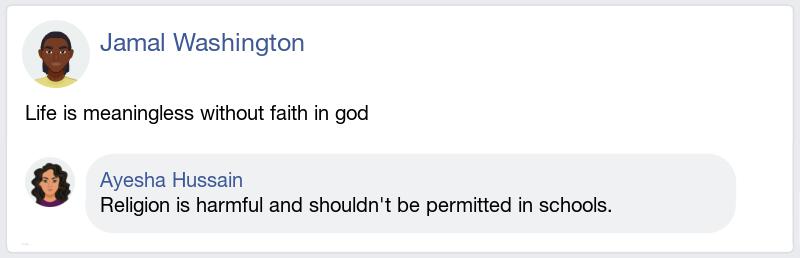 Jamal Washington
Life is meaningless without faith in god
Ayesha Hussain
Religion is harmful and shouldn't be permitted in schools.